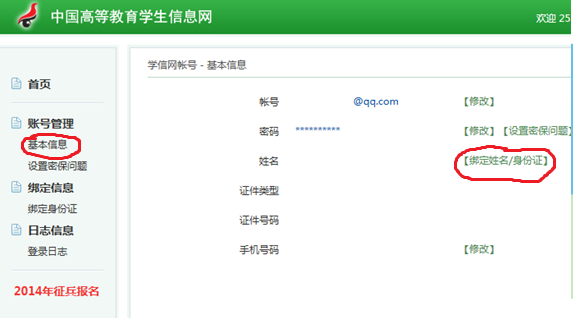 中国高等教育学生信息网
欢迎 25
首页
账号管理
基本信息
设置密保问题
绑定信息
绑定身份证
日志信息
登录日志
2014年征兵报名
学信网帐号 - 基本信息
帐号 @qq.com 【修改】
密码 ********** 【修改】【设置密保问题
姓名 【绑定姓名/身份证】
证件类型
证件号码
手机号码 【修改】